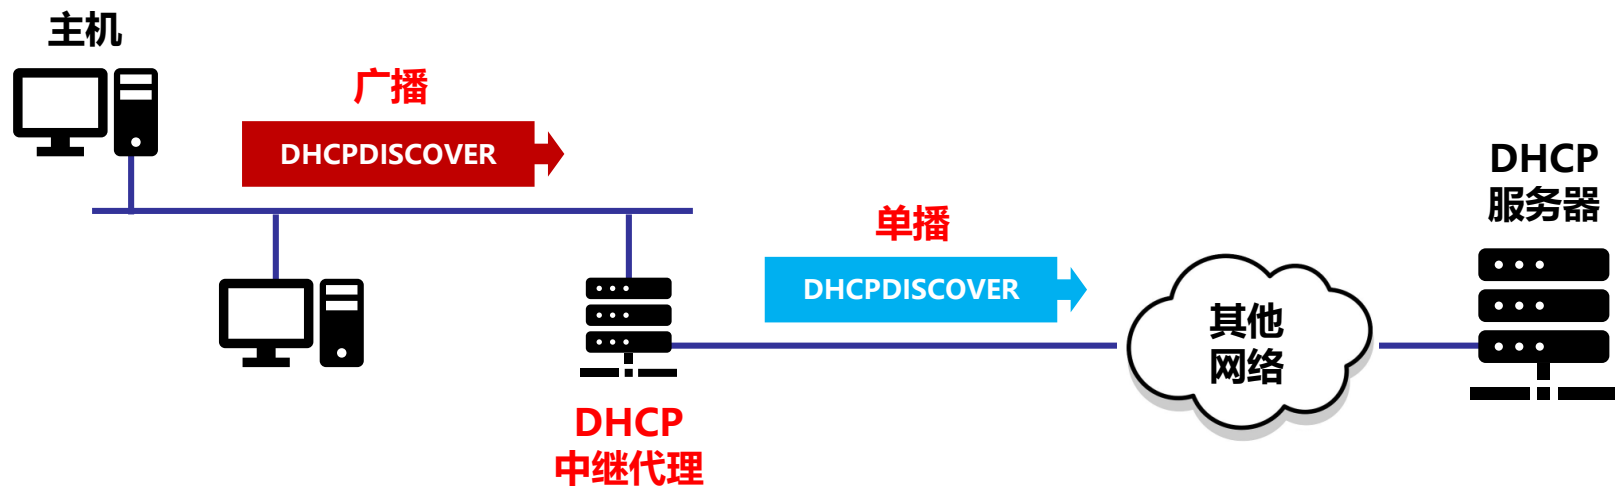 主机
广播
DHCPDISCOVER
DHCP
服务器
单播
DHCPDISCOVER
其他
网络
DHCP
中继代理